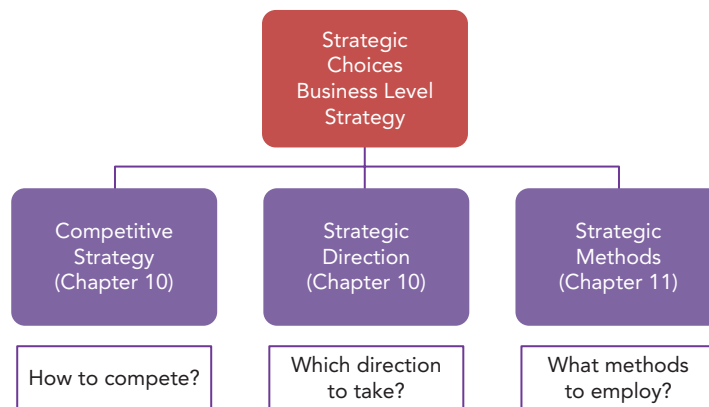 Strategic
Choices
Business Level
Strategy
Competitive
Strategy
(Chapter 10)
Strategic
Direction
(Chapter 10)
Strategic
Methods
(Chapter 11)
How to compete?
Which direction
to take?
What methods
to employ?